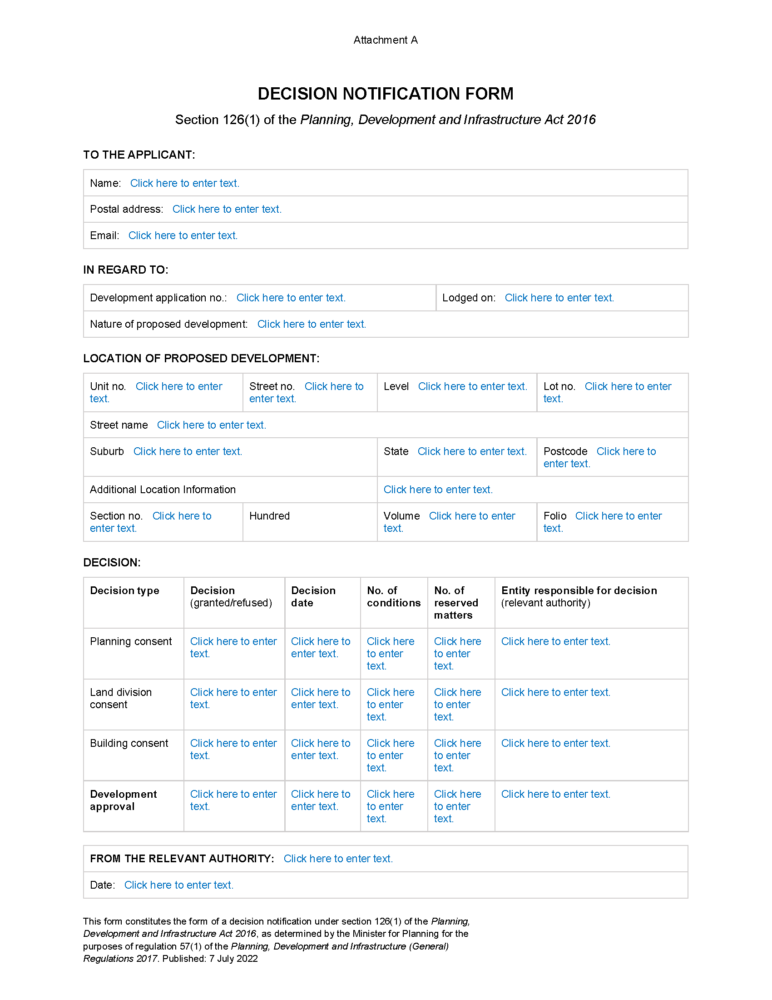 Attachment A
DECISION NOTIFICATION FORM
Section 126(1) of the Planning, Development and Infrastructure Act 2016
TO THE APPLICANT:
Name: Click here to enter text.
Postal address: Click here to enter text.
Email: Click here to enter text.
IN REGARD TO:
Development application no.: Click here to enter text.
Lodged on: Click here to enter text.
Nature of proposed development: Click here to enter text.
LOCATION OF PROPOSED DEVELOPMENT:
Unit no. Click here to enter
text.
Street no. Click here to
enter text.
Level Click here to enter text.
Lot no. Click here to enter
text.
Street name Click here to enter text.
Suburb Click here to enter text.
State Click here to enter text.
Postcode Click here to
enter text.
Additional Location Information
Click here to enter text.
Section no. Click here to
enter text.
Hundred
Volume Click here to enter
text.
Folio Click here to enter
text.
DECISION:
Decision type
Decision
(granted/refused)
Decision
date
No. of
conditions
No. of
reserved
matters
Entity responsible for decision
(relevant authority)
Planning consent
Click here to enter
text.
Click here to
enter text.
Click here
to enter
text.
Click here
to enter
text.
Click here to enter text.
Land division
consent
Click here to enter
text.
Click here to
enter text.
Click here
to enter
text.
Click here
to enter
text.
Click here to enter text.
Building consent
Click here to enter
text.
Click here to
enter text.
Click here
to enter
text.
Click here
to enter
text.
Click here to enter text.
Development
approval
Click here to enter
text.
Click here to
enter text.
Click here
to enter
text.
Click here
to enter
text.
Click here to enter text.
FROM THE RELEVANT AUTHORITY: Click here to enter text.
Date: Click here to enter text.
This form constitutes the form of a decision notification under section 126(1) of the Planning,
Development and Infrastructure Act 2016, as determined by the Minister for Planning for the
purposes of regulation 57(1) of the Planning, Development and Infrastructure (General)
Regulations 2017. Published: 7 July 2022